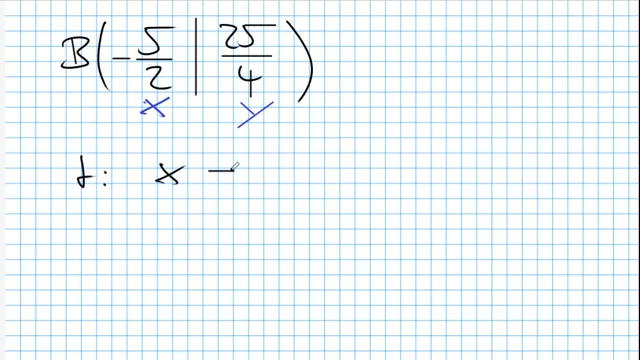 B(-5/2 | 25/4)
x y
f: x -